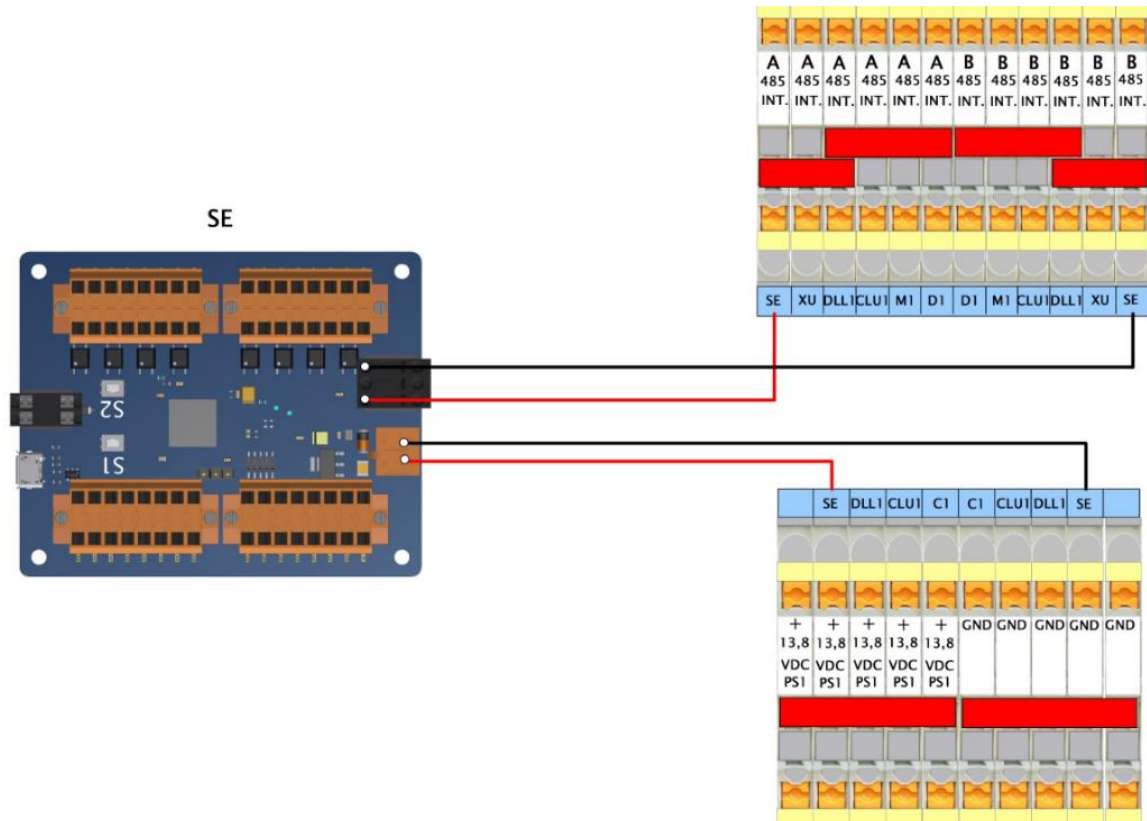 A A A A A A B B B B B B
485 485 485 485 485 485 485 485 485 485 485 485
INT. INT. INT. INT. INT. INT. INT. INT. INT. INT. INT. INT.
SE XU DLL1 CLU1 M1 D1 D1 M1 CLU1 DLL1 XU SE
SE
S2
S1
SE DLL1 CLU1 C1 C1 CLU1 DLL1 SE
+ + + + + GND GND GND GND GND
13,8 13,8 13,8 13,8 13,8
VDC VDC VDC VDC VDC
PS1 PS1 PS1 PS1 PS1